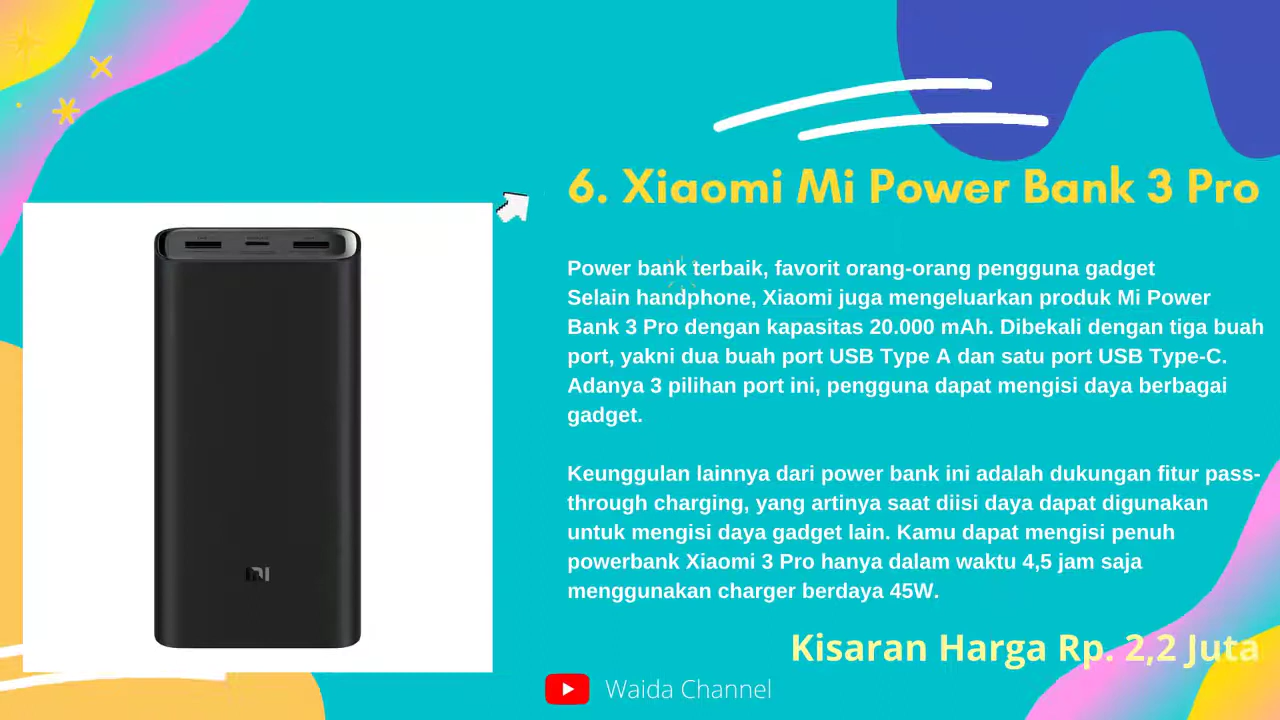 6. Xiaomi Mi Power Bank 3 Pro
Power bank terbaik, favorit orang-orang pengguna gadget
Selain handphone, Xiaomi juga mengeluarkan produk Mi Power
Bank 3 Pro dengan kapasitas 20.000 mAh. Dibekali dengan tiga buah
port, yakni dua buah port USB Type A dan satu port USB Type-C.
Adanya 3 pilihan port ini, pengguna dapat mengisi daya berbagai
gadget.
Keunggulan lainnya dari power bank ini adalah dukungan fitur pass-
through charging, yang artinya saat diisi daya dapat digunakan
untuk mengisi daya gadget lain. Kamu dapat mengisi penuh
powerbank Xiaomi 3 Pro hanya dalam waktu 4,5 jam saja
menggunakan charger berdaya 45W.
Kisaran Harga Rp. 2,2 Juta
Waida Channel
MI